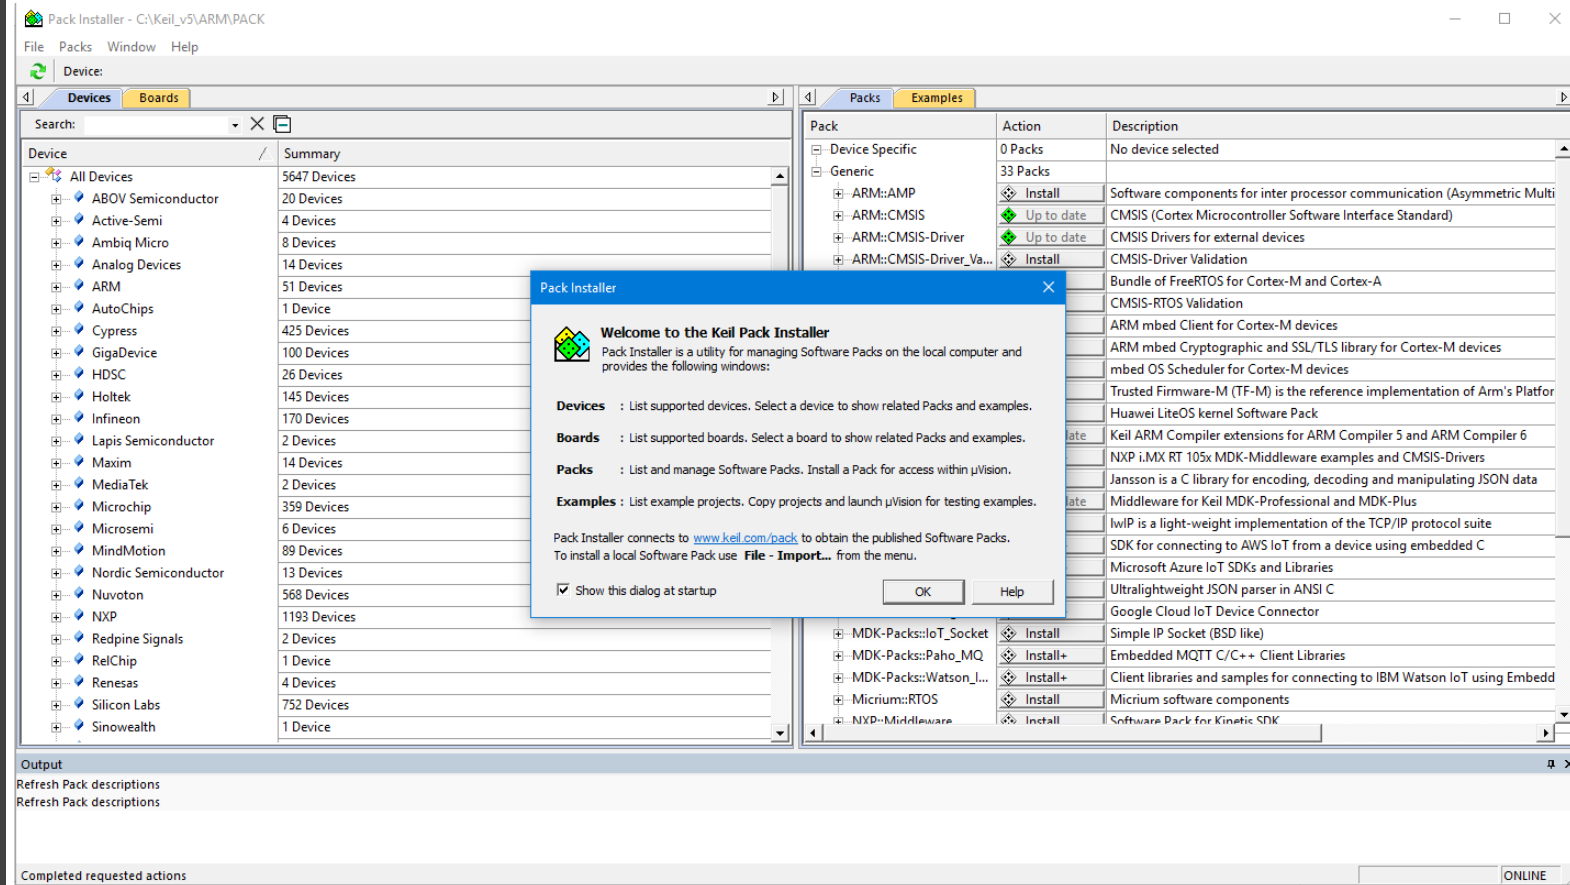 Pack Installer - C:\Keil_v5\ARM\PACK
File Packs Window Help
Device:
Devices Boards
Search:
Device Summary
All Devices 5647 Devices
ABOV Semiconductor 20 Devices
Active-Semi 4 Devices
Ambiq Micro 8 Devices
Analog Devices 14 Devices
ARM 51 Devices
AutoChips 1 Device
Cypress 425 Devices
GigaDevice 100 Devices
HDSC 26 Devices
Holtek 145 Devices
Infineon 170 Devices
Lapis Semiconductor 2 Devices
Maxim 14 Devices
MediaTek 2 Devices
Microchip 359 Devices
Microsemi 6 Devices
MindMotion 89 Devices
Nordic Semiconductor 13 Devices
Nuvoton 568 Devices
NXP 1193 Devices
Redpine Signals 2 Devices
RelChip 1 Device
Renesas 4 Devices
Silicon Labs 752 Devices
Sinowealth 1 Device
Packs Examples
Pack Action Description
Device Specific 0 Packs No device selected
Generic 33 Packs
ARM::AMP Install Software components for inter processor communication (Asymmetric Multi
ARM::CMSIS Up to date CMSIS (Cortex Microcontroller Software Interface Standard)
ARM::CMSIS-Driver Up to date CMSIS Drivers for external devices
ARM::CMSIS-Driver_Va... Install CMSIS-Driver Validation
Bundle of FreeRTOS for Cortex-M and Cortex-A
CMSIS-RTOS Validation
ARM mbed Client for Cortex-M devices
ARM mbed Cryptographic and SSL/TLS library for Cortex-M devices
mbed OS Scheduler for Cortex-M devices
Trusted Firmware-M (TF-M) is the reference implementation of Arm's Platfor
Huawei LiteOS kernel Software Pack
late Keil ARM Compiler extensions for ARM Compiler 5 and ARM Compiler 6
NXP i.MX RT 105x MDK-Middleware examples and CMSIS-Drivers
Jansson is a C library for encoding, decoding and manipulating JSON data
late Middleware for Keil MDK-Professional and MDK-Plus
lwIP is a light-weight implementation of the TCP/IP protocol suite
SDK for connecting to AWS IoT from a device using embedded C
Microsoft Azure IoT SDKs and Libraries
Ultralightweight JSON parser in ANSI C
Google Cloud IoT Device Connector
MDK-Packs::IoT_Socket Install Simple IP Socket (BSD like)
MDK-Packs::Paho_MQ Install+ Embedded MQTT C/C++ Client Libraries
MDK-Packs::Watson_I... Install+ Client libraries and samples for connecting to IBM Watson IoT using Embedd
Micrium::RTOS Install Micrium software components
NXP::Middleware Install Software Pack for Kinetis SDK
Pack Installer
Welcome to the Keil Pack Installer
Pack Installer is a utility for managing Software Packs on the local computer and
provides the following windows:
Devices : List supported devices. Select a device to show related Packs and examples.
Boards : List supported boards. Select a board to show related Packs and examples.
Packs : List and manage Software Packs. Install a Pack for access within µVision.
Examples : List example projects. Copy projects and launch µVision for testing examples.
Pack Installer connects to www.keil.com/pack to obtain the published Software Packs.
To install a local Software Pack use File - Import... from the menu.
Show this dialog at startup
OK Help
Output
Refresh Pack descriptions
Refresh Pack descriptions
Completed requested actions
ONLINE